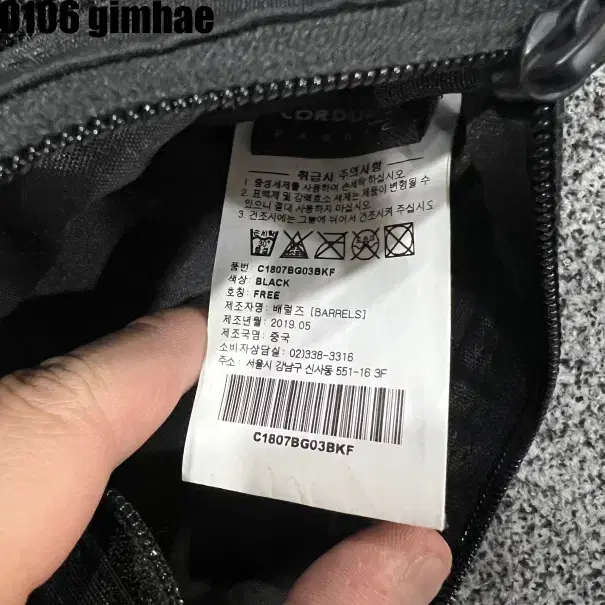 0106 gimhae
CORDURA
FABRIC
취급시 주의사항
1. 중성세제를 사용하여 손세탁 하십시오.
2. 표백제 및 강력효소 세제는 제품이 변형될 수
있으니 절대 사용하지 마십시오.
3. 건조시에는 그늘에 뉘어서 건조시켜 주십시오
품번: C1807BG03BKF
색상: BLACK
호칭: FREE
제조자명: 배럴즈 [BARRELS]
제조년월: 2019.05
제조국명: 중국
소비자상담실: 02)338-3316
주소: 서울시 강남구 신사동 551-16 3F
C1807BG03BKF